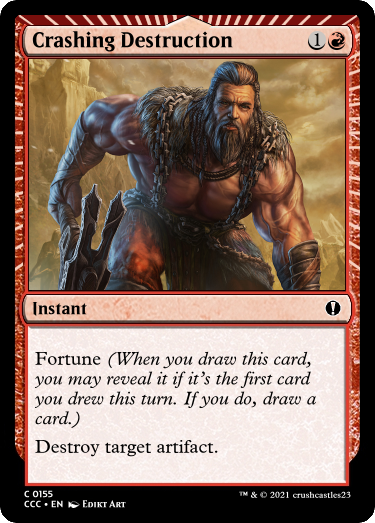 Crashing Destruction 1
Instant
Fortune (When you draw this card,
you may reveal it if it's the first card
you drew this turn. If you do, draw a
card.)
Destroy target artifact.
C 0155
CCC • EN Edikt Art
™ & © 2021 crushcastles23